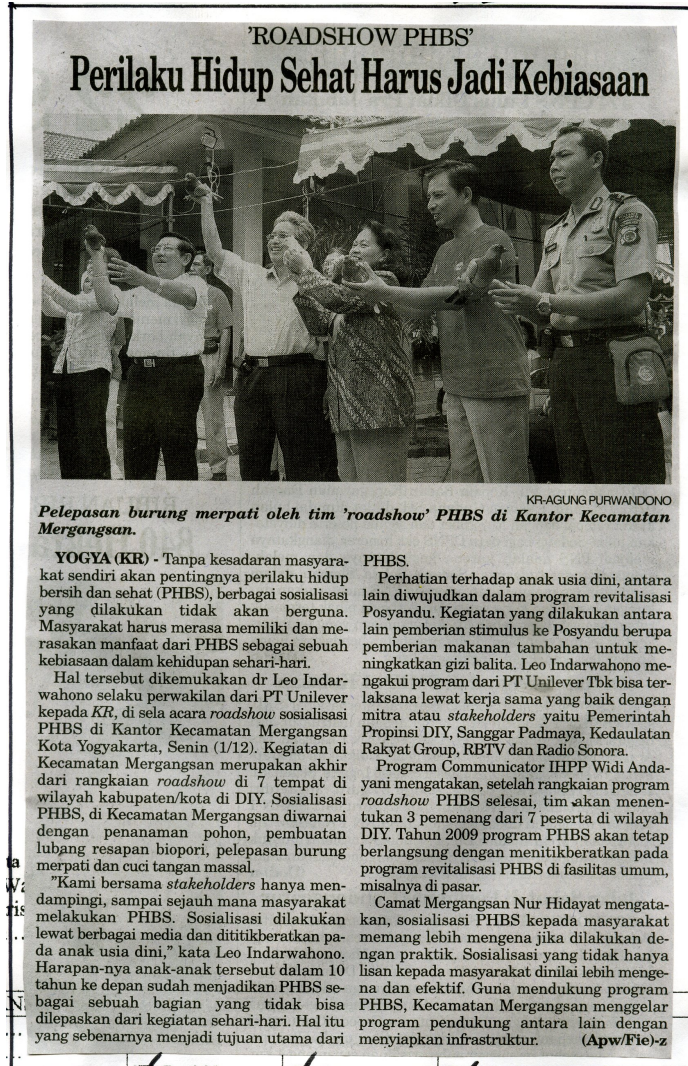 'ROADSHOW PHBS'
Perilaku Hidup Sehat Harus Jadi Kebiasaan
KR-AGUNG PURWANDONO
Pelepasan burung merpati oleh tim 'roadshow' PHBS di Kantor Kecamatan
Mergangsan.
YOGYA (KR) - Tanpa kesadaran masyara-
kat sendiri akan pentingnya perilaku hidup
bersih dan sehat (PHBS), berbagai sosialisasi
yang dilakukan tidak akan berguna.
Masyarakat harus merasa memiliki dan me-
rasakan manfaat dari PHBS sebagai sebuah
kebiasaan dalam kehidupan sehari-hari.
Hal tersebut dikemukakan dr Leo Indar-
wahono selaku perwakilan dari PT Unilever
kepada KR, di sela acara roadshow sosialisasi
PHBS di Kantor Kecamatan Mergangsan
Kota Yogyakarta, Senin (1/12). Kegiatan di
Kecamatan Mergangsan merupakan akhir
dari rangkaian roadshow di 7 tempat di
wilayah kabupaten/kota di DIY. Sosialisasi
PHBS, di Kecamatan Mergangsan diwarnai
dengan penanaman pohon, pembuatan
lubang resapan biopori, pelepasan burung
merpati dan cuci tangan massal.
"Kami bersama stakeholders hanya men-
dampingi, sampai sejauh mana masyarakat
melakukan PHBS. Sosialisasi dilakukan
lewat berbagai media dan dititikberatkan pa-
da anak usia dini," kata Leo Indarwahono.
Harapan-nya anak-anak tersebut dalam 10
tahun ke depan sudah menjadikan PHBS se-
bagai sebuah bagian yang tidak bisa
dilepaskan dari kegiatan sehari-hari. Hal itu
yang sebenarnya menjadi tujuan utama dari
PHBS.
Perhatian terhadap anak usia dini, antara
lain diwujudkan dalam program revitalisasi
Posyandu. Kegiatan yang dilakukan antara
lain pemberian stimulus ke Posyandu berupa
pemberian makanan tambahan untuk me-
ningkatkan gizi balita. Leo Indarwahono me-
ngakui program dari PT Unilever Tbk bisa ter-
laksana lewat kerja sama yang baik dengan
mitra atau stakeholders yaitu Pemerintah
Propinsi DIY, Sanggar Padmaya, Kedaulatan
Rakyat Group, RBTV dan Radio Sonora.
Program Communicator IHPP Widi Anda-
yani mengatakan, setelah rangkaian program
roadshow PHBS selesai, tim akan menen-
tukan 3 pemenang dari 7 peserta di wilayah
DIY. Tahun 2009 program PHBS akan tetap
berlangsung dengan menitikberatkan pada
program revitalisasi PHBS di fasilitas umum,
misalnya di pasar.
Camat Mergangsan Nur Hidayat mengata-
kan, sosialisasi PHBS kepada masyarakat
memang lebih mengena jika dilakukan de-
ngan praktik. Sosialisasi yang tidak hanya
lisan kepada masyarakat dinilai lebih menge-
na dan efektif. Guna mendukung program
PHBS, Kecamatan Mergangsan menggelar
program pendukung antara lain dengan
menyiapkan infrastruktur. (Apw/Fie)-z